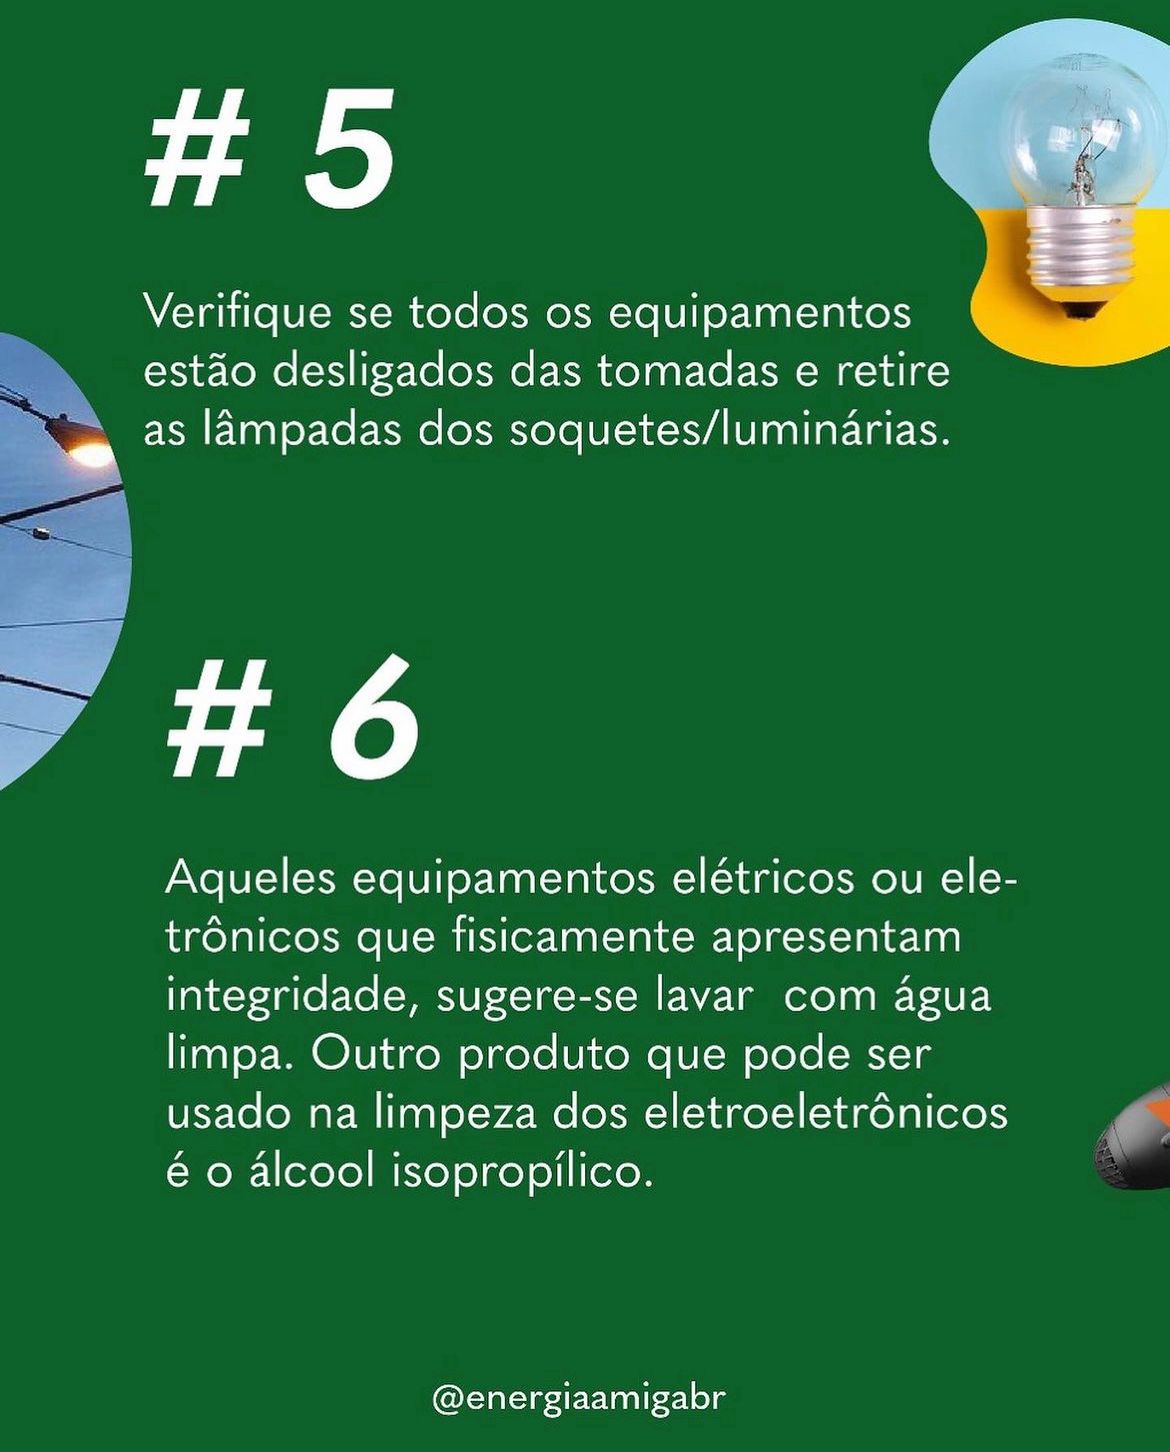 # 5
Verifique se todos os equipamentos
estão desligados das tomadas e retire
as lâmpadas dos soquetes/luminárias.
# 6
Aqueles equipamentos elétricos ou ele-
trônicos que fisicamente apresentam
integridade, sugere-se lavar  com água
limpa. Outro produto que pode ser
usado na limpeza dos eletroeletrônicos
é o álcool isopropílico.
@energiaamigabr